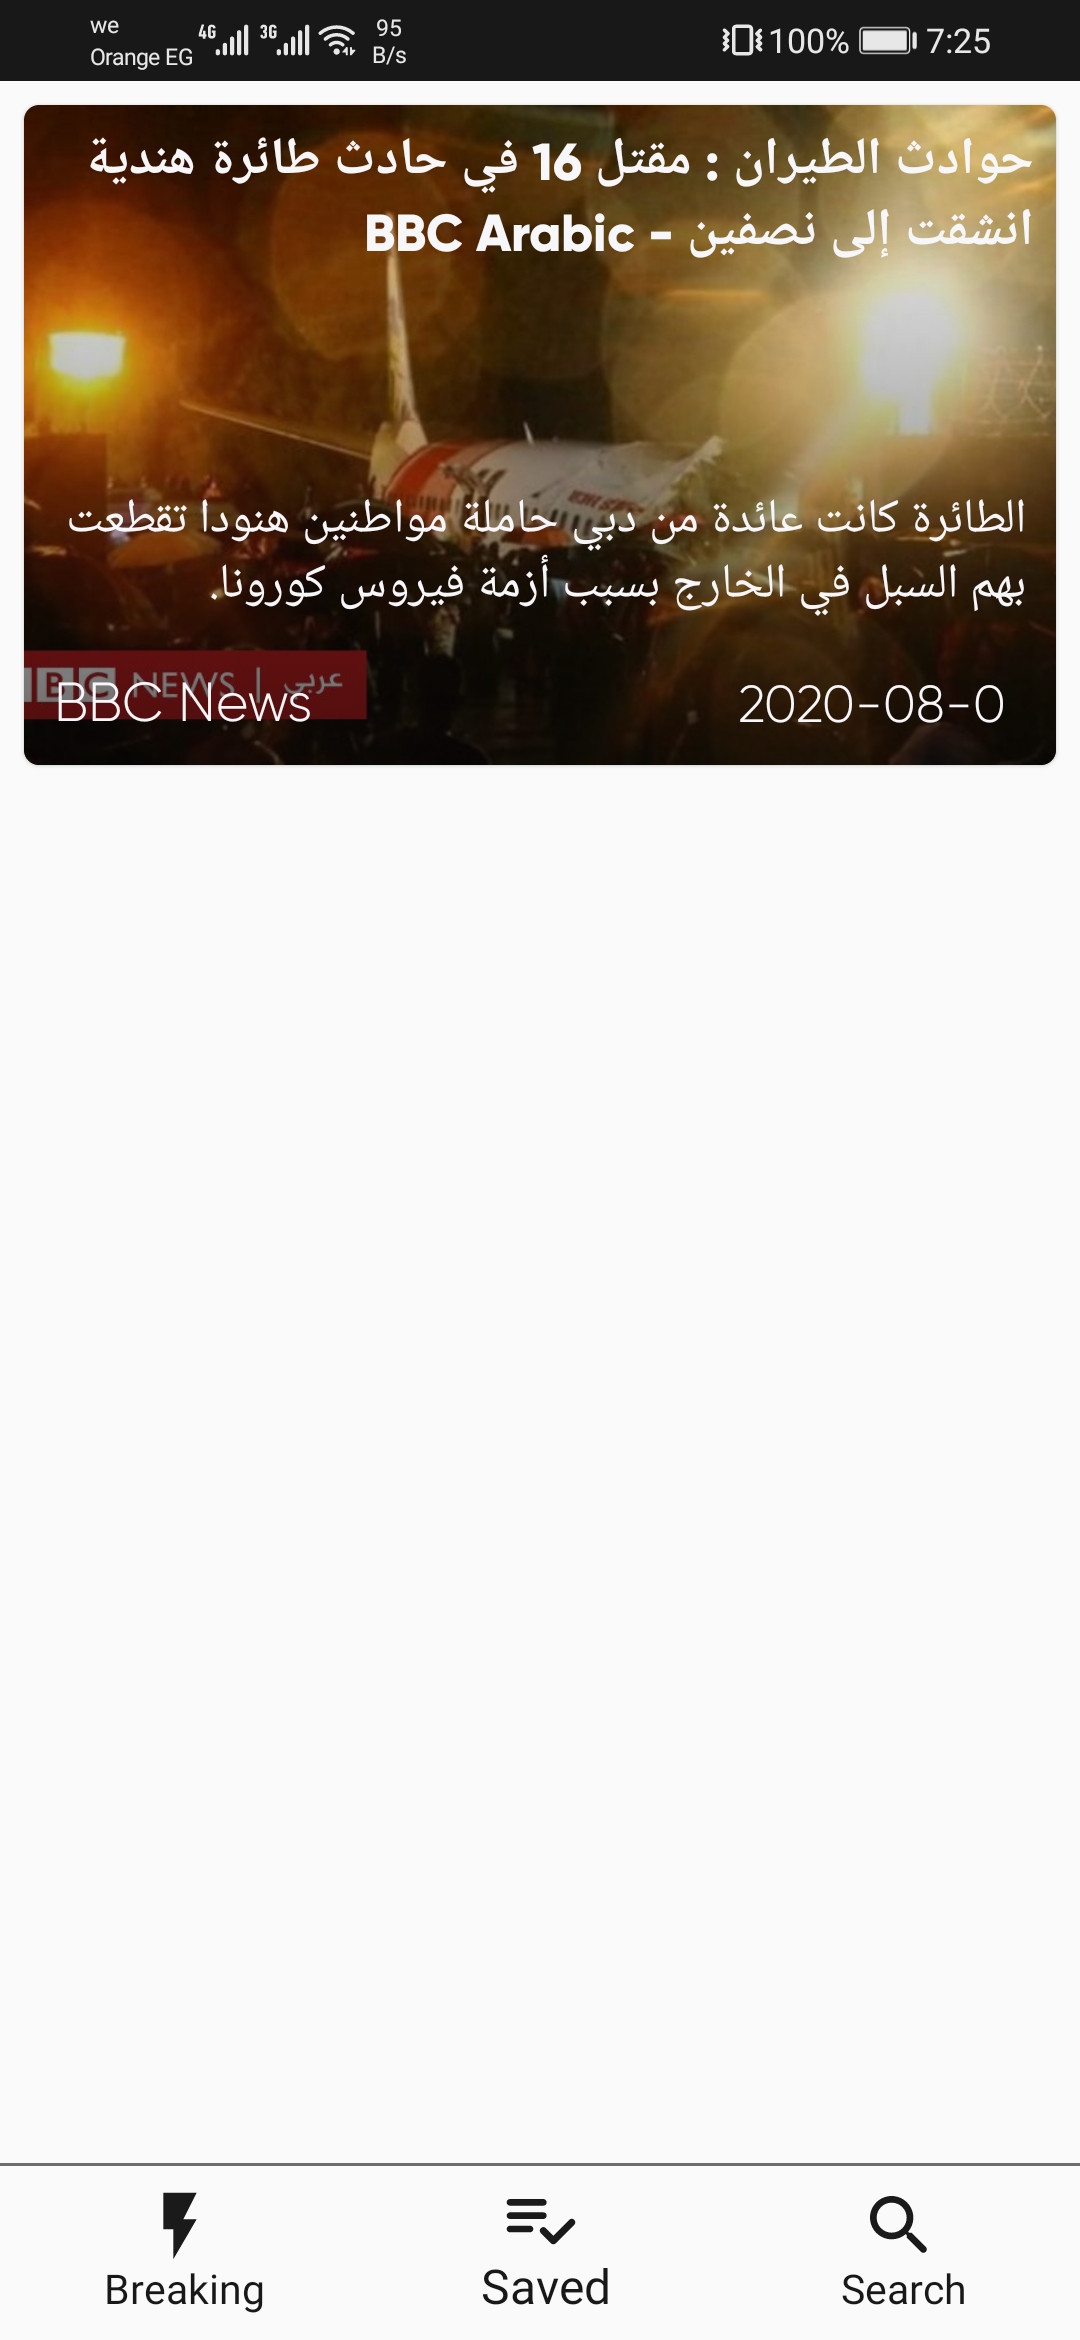 we
Orange EG
4G
3G
95
B/s
100%
7:25
حوادث الطيران : مقتل 16 في حادث طائرة هندية
انشقت إلى نصفين - BBC Arabic
الطائرة كانت عائدة من دبي حاملة مواطنين هنودا تقطعت
بهم السبل في الخارج بسبب أزمة فيروس كورونا.
BBC NEWS | عربي
BBC News
2020-08-0
Breaking
Saved
Search